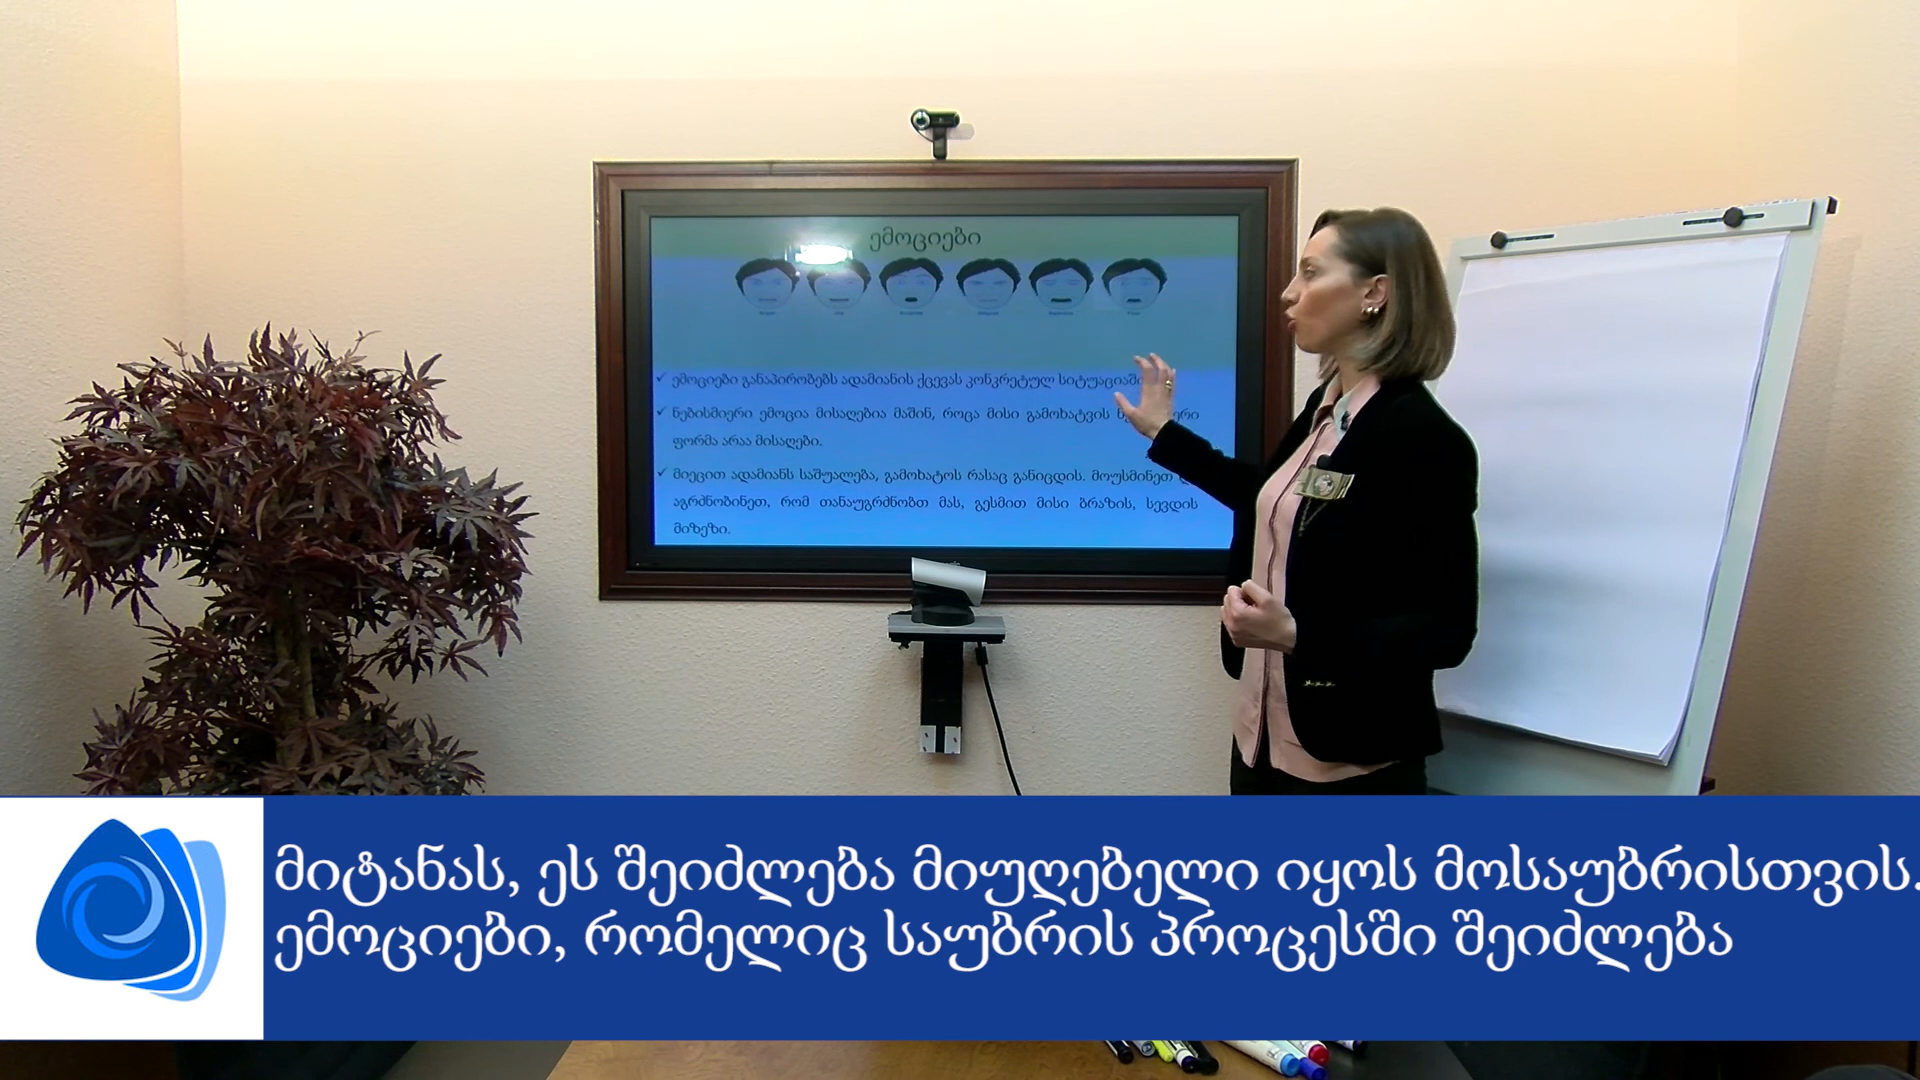 ემოციები
✓ ემოციები განაპირობებს ადამიანის ქცევას კონკრეტულ სიტუაციაში
✓ ნებისმიერი ემოცია მისაღებია მაშინ, როცა მისი გამოხატვის
ფორმა არაა მისაღები.
✓ მიეცით ადამიანს საშუალება, გამოხატოს რასაც განიცდის. მოუსმინეთ
აგრძნობინეთ, რომ თანაუგრძნობთ მას, გესმით მისი ბრაზის, სევდის
მიზეზი.
მიტანას, ეს შეიძლება მიუღებელი იყოს მოსაუბრისთვის.
ემოციები, რომელიც საუბრის პროცესში შეიძლება